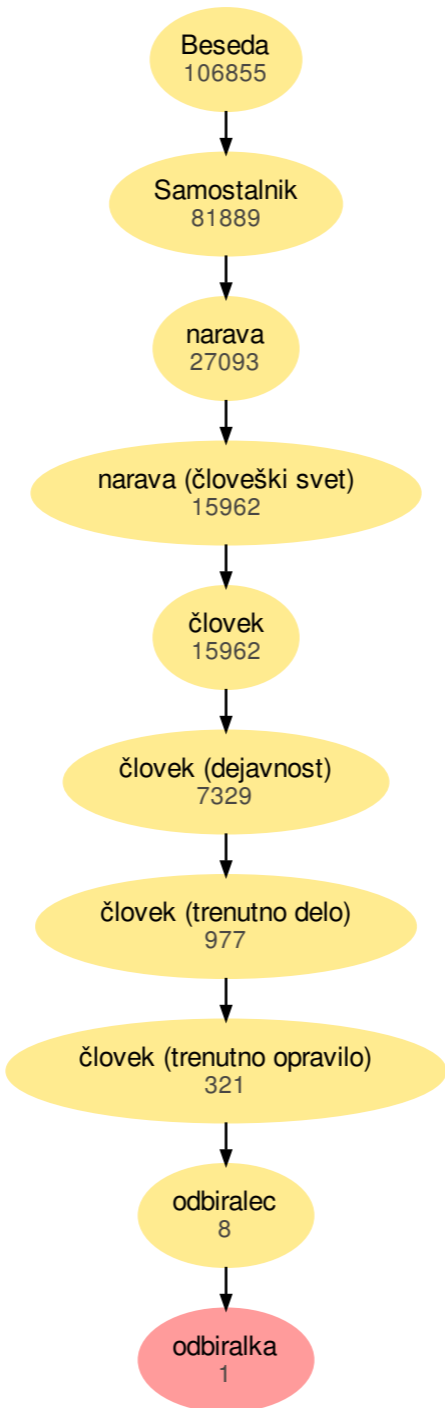 Beseda
106855
Samostalnik
81889
narava
27093
narava (človeški svet)
15962
človek
15962
človek (dejavnost)
7329
človek (trenutno delo)
977
človek (trenutno opravilo)
321
odbiralec
8
odbiralka
1